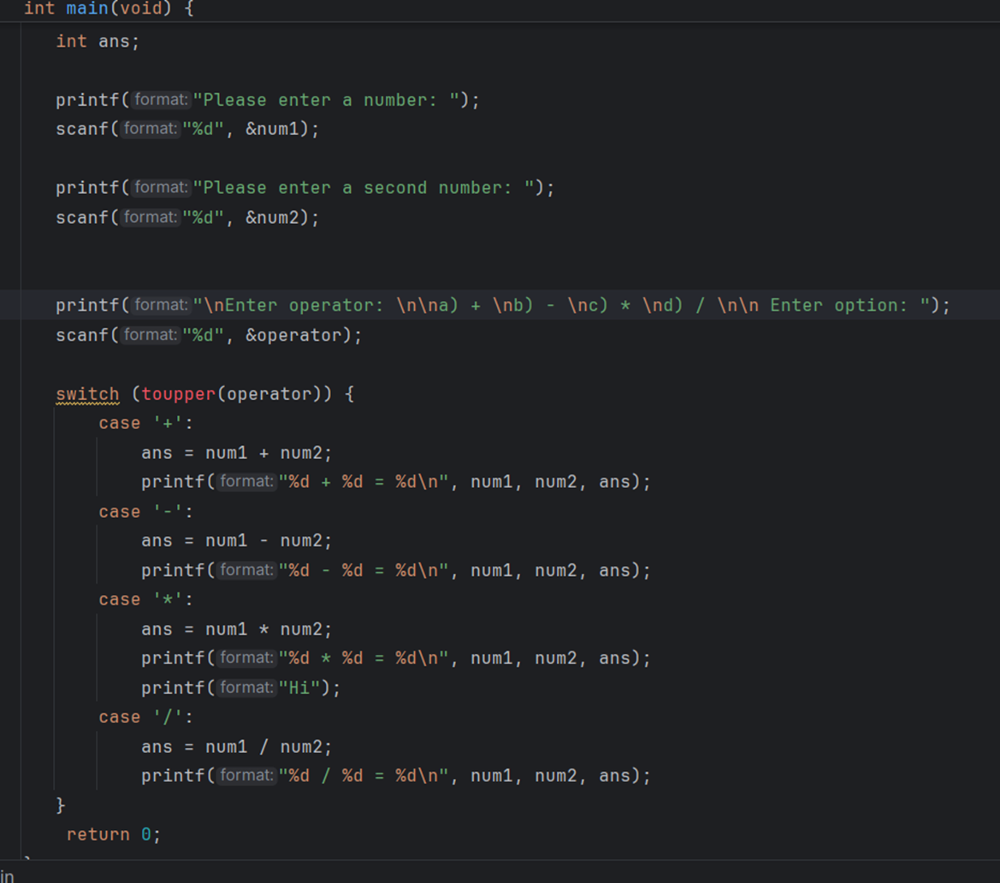 int main(void) {
int ans;
printf( format: "Please enter a number: ");
scanf( format: "%d", &num1);
printf( format: "Please enter a second number: ");
scanf( format: "%d", &num2);
printf( format: "\nEnter operator: \n\na) + \nb) - \nc) * \nd) / \n\n Enter option: ");
scanf( format: "%d", &operator);
switch (toupper(operator)) {
case '+':
ans = num1 + num2;
printf( format: "%d + %d = %d\n", num1, num2, ans);
case '-':
ans = num1 - num2;
printf( format: "%d - %d = %d\n", num1, num2, ans);
case '*':
ans = num1 * num2;
printf( format: "%d * %d = %d\n", num1, num2, ans);
printf( format: "Hi");
case '/':
ans = num1 / num2;
printf( format: "%d / %d = %d\n", num1, num2, ans);
}
return 0;
in